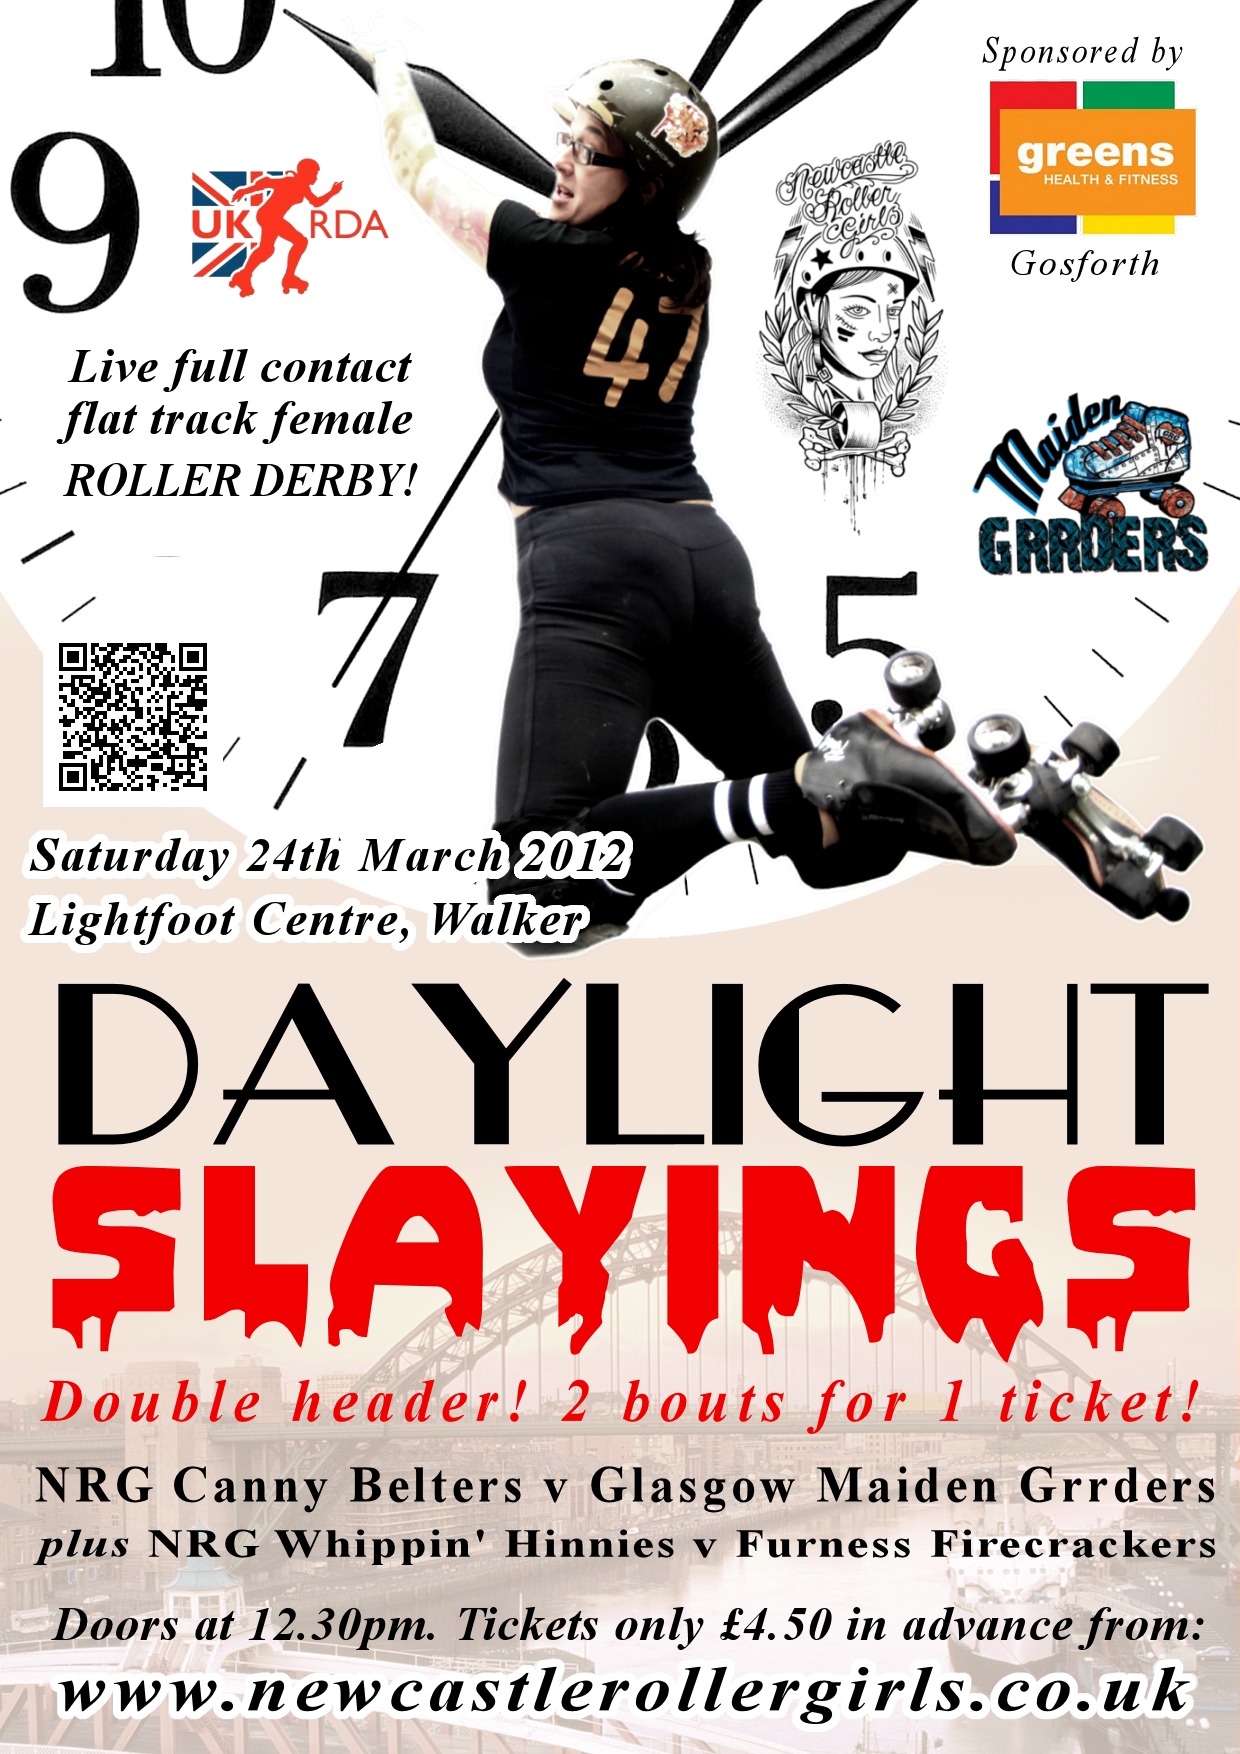 10
9
7
5
Sponsored by
greens
HEALTH & FITNESS
Gosforth
UK RDA
Newcastle
Roller
Girls
47
Live full contact
flat track female
ROLLER DERBY!
Maiden
GRRDERS
Saturday 24th March 2012
Lightfoot Centre, Walker
DAYLIGHT
SLAYINGS
Double header! 2 bouts for 1 ticket!
NRG Canny Belters v Glasgow Maiden Grrders
plus NRG Whippin' Hinnies v Furness Firecrackers
Doors at 12.30pm. Tickets only £4.50 in advance from:
www.newcastlerollergirls.co.uk